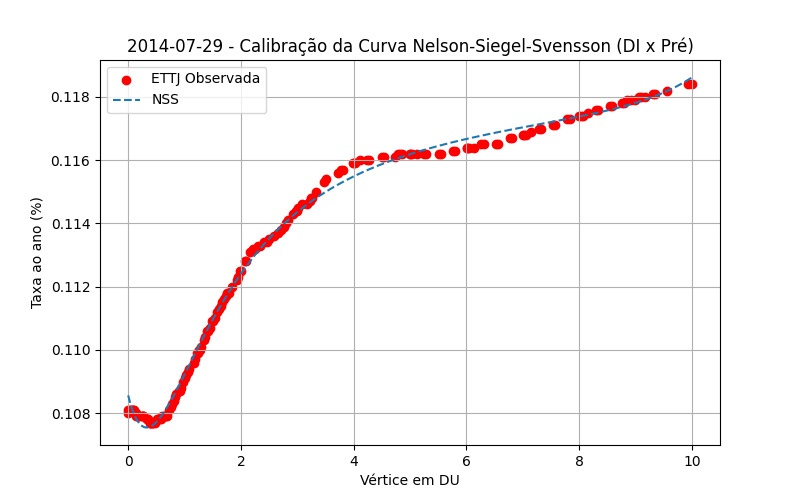 2014-07-29 - Calibração da Curva Nelson-Siegel-Svensson (DI x Pré)
ETTJ Observada
NSS
Taxa ao ano (%)
0.118
0.116
0.114
0.112
0.110
0.108
0 2 4 6 8 10
Vértice em DU